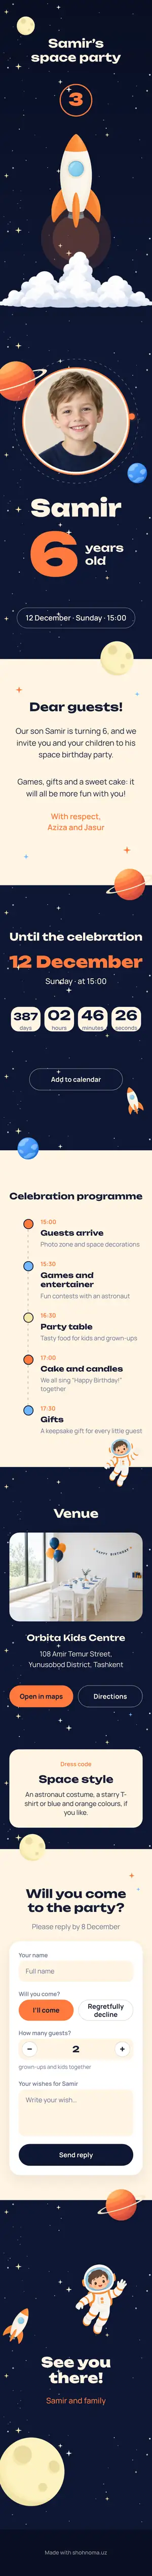 Samir's
space party
3
Samir
6 years
old
12 December · Sunday · 15:00
Dear guests!
Our son Samir is turning 6, and we
invite you and your children to his
space birthday party.
Games, gifts and a sweet cake: it
will all be more fun with you!
With respect,
Aziza and Jasur
Until the celebration
12 December
Sunday · at 15:00
387 02 46 26
days hours minutes seconds
Add to calendar
Celebration programme
15:00
Guests arrive
Photo zone and space decorations
15:30
Games and
entertainer
Fun contests with an astronaut
16:30
Party table
Tasty food for kids and grown-ups
17:00
Cake and candles
We all sing "Happy Birthday!"
together
17:30
Gifts
A keepsake gift for every little guest
Venue
HAPPY BIRTHDAY
Orbita Kids Centre
108 Amir Temur Street,
Yunusobod District, Tashkent
Open in maps Directions
Dress code
Space style
An astronaut costume, a starry T-
shirt or blue and orange colours, if
you like.
Will you come
to the party?
Please reply by 8 December
Your name
Full name
Will you come?
I'll come Regretfully
decline
How many guests?
− 2 +
grown-ups and kids together
Your wishes for Samir
Write your wish...
Send reply
See you
there!
Samir and family
Made with shohnoma.uz